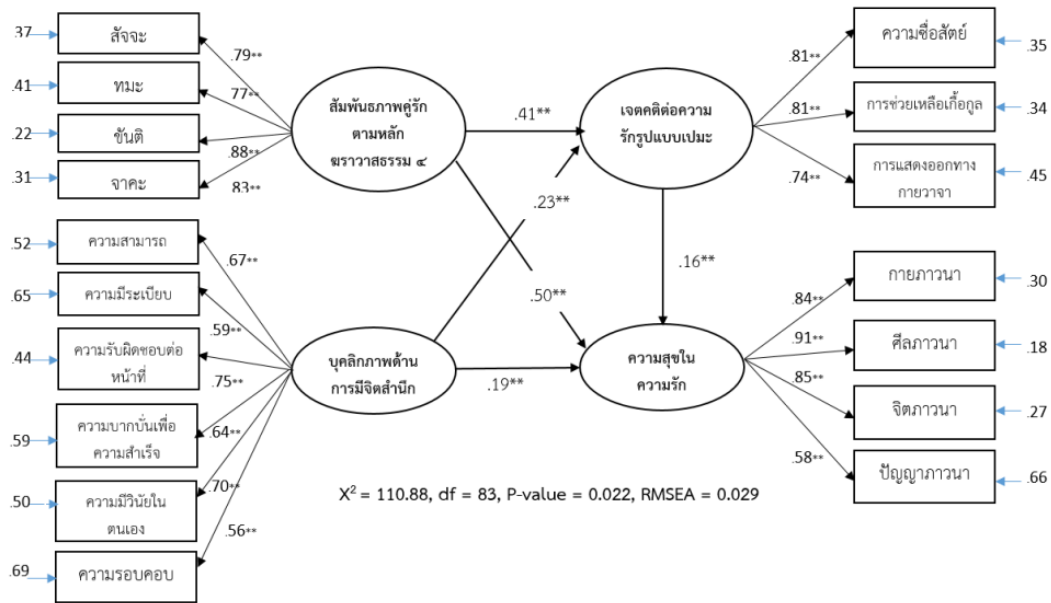 .37
สัจจะ
.79**
.41
ทมะ
.77**
.22
ขันติ
.88**
.31
จาคะ
.83**
สัมพันธภาพคู่รัก
ตามหลัก
ฆราวาสธรรม ๔
.41**
.50**
เจตคติต่อความ
รักรูปแบบเปมะ
.81**
ความซื่อสัตย์
.35
.81**
การช่วยเหลือเกื้อกูล
.34
.74**
การแสดงออกทาง
กายวาจา
.45
.16**
.52
ความสามารถ
.67**
.65
ความมีระเบียบ
.59**
.44
ความรับผิดชอบต่อ
หน้าที่
.75**
.59
ความบากบั่นเพื่อ
ความสำเร็จ
.64**
.50
ความมีวินัยใน
ตนเอง
.70**
.69
ความรอบคอบ
.56**
บุคลิกภาพด้าน
การมีจิตสำนึก
.23**
.19**
ความสุขใน
ความรัก
.84**
กายภาวนา
.30
.91**
ศีลภาวนา
.18
.85**
จิตภาวนา
.27
.58**
ปัญญาภาวนา
.66
X² = 110.88, df = 83, P-value = 0.022, RMSEA = 0.029